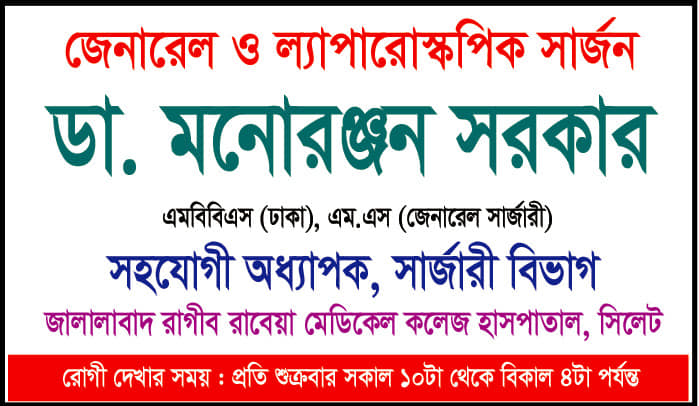 জেনারেল ও ল্যাপারোস্কপিক সার্জন
ডা. মনোরঞ্জন সরকার
এমবিবিএস (ঢাকা), এম.এস (জেনারেল সার্জারী)
সহযোগী অধ্যাপক, সার্জারী বিভাগ
জালালাবাদ রাগীব রাবেয়া মেডিকেল কলেজ হাসপাতাল, সিলেট
রোগী দেখার সময় : প্রতি শুক্রবার সকাল ১০টা থেকে বিকাল ৪টা পর্যন্ত